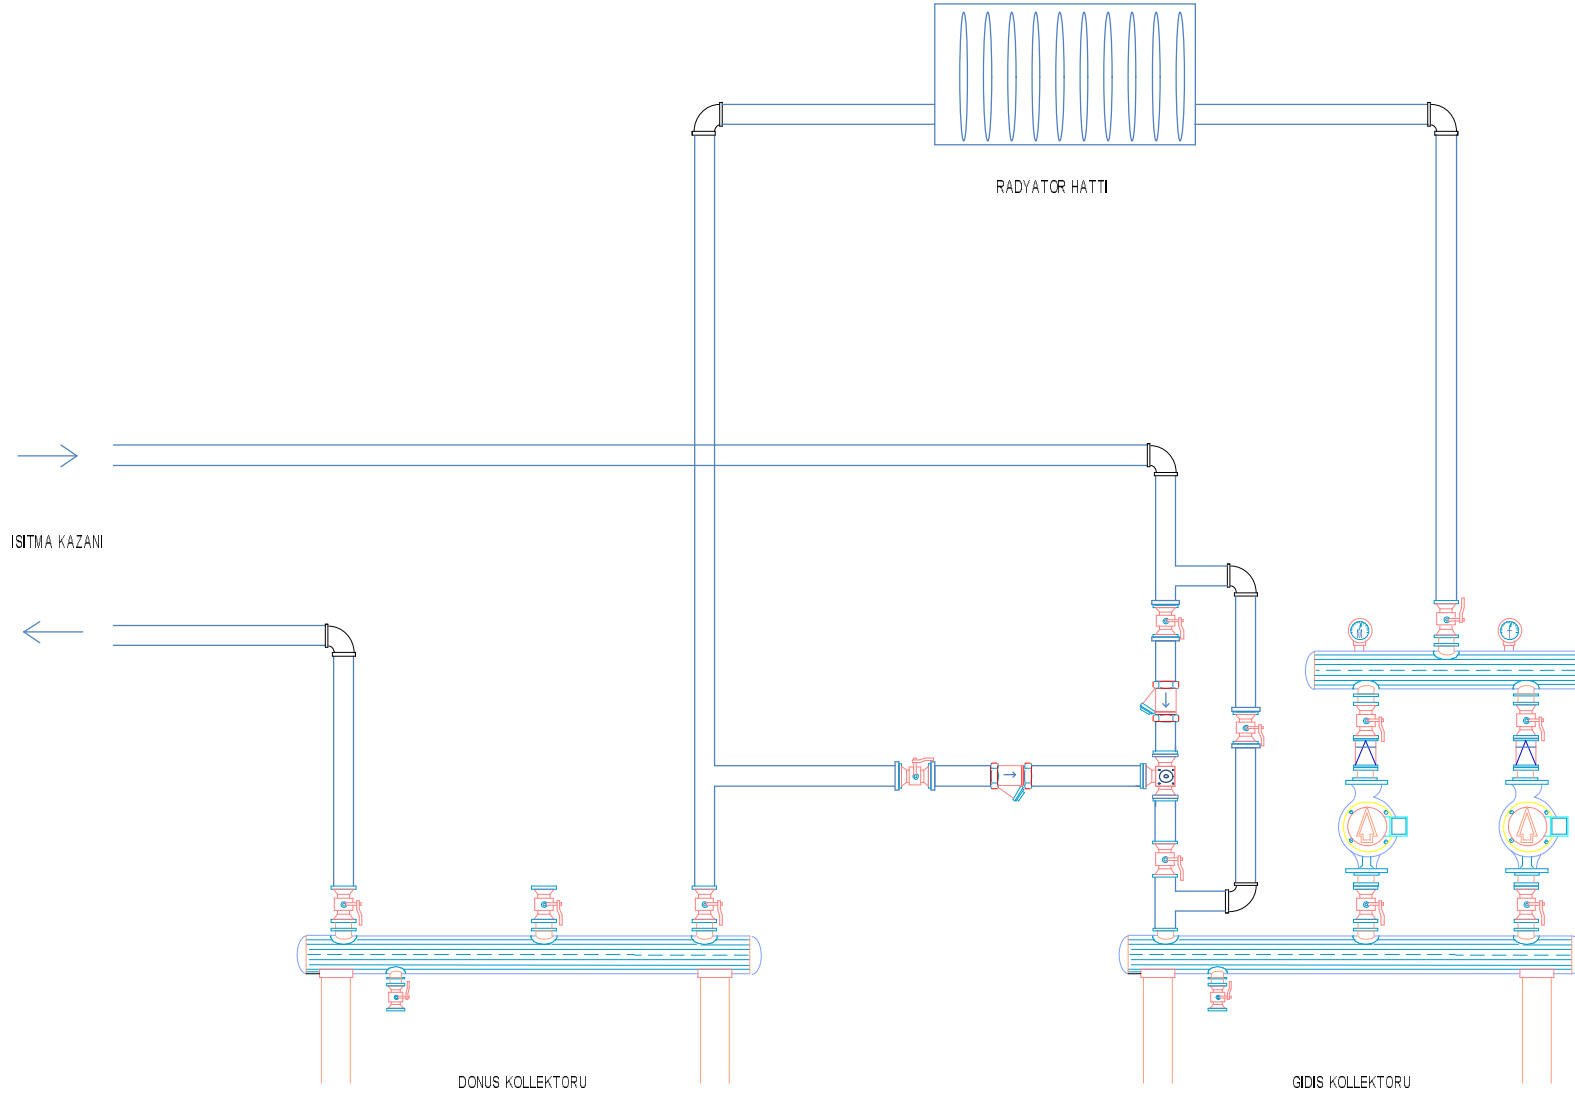 RADYATOR HATTI
ISITMA KAZANI
M
T
DONUS KOLLEKTORU
GIDIS KOLLEKTORU